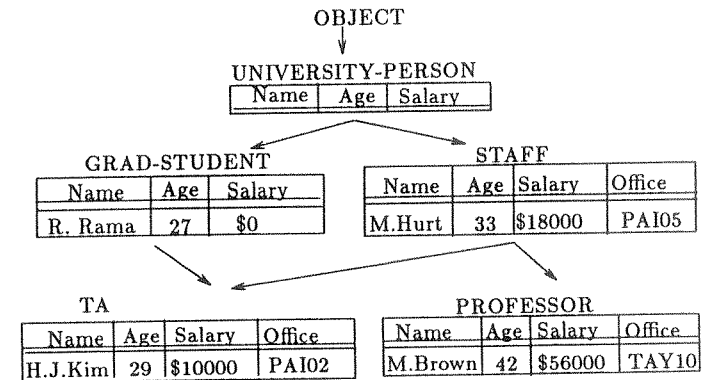 OBJECT
UNIVERSITY-PERSON
Name Age Salary
GRAD-STUDENT
Name Age Salary
R. Rama 27 $0
STAFF
Name Age Salary Office
M.Hurt 33 $18000 PAI05
TA
Name Age Salary Office
H.J.Kim 29 $10000 PAI02
PROFESSOR
Name Age Salary Office
M.Brown 42 $56000 TAY10